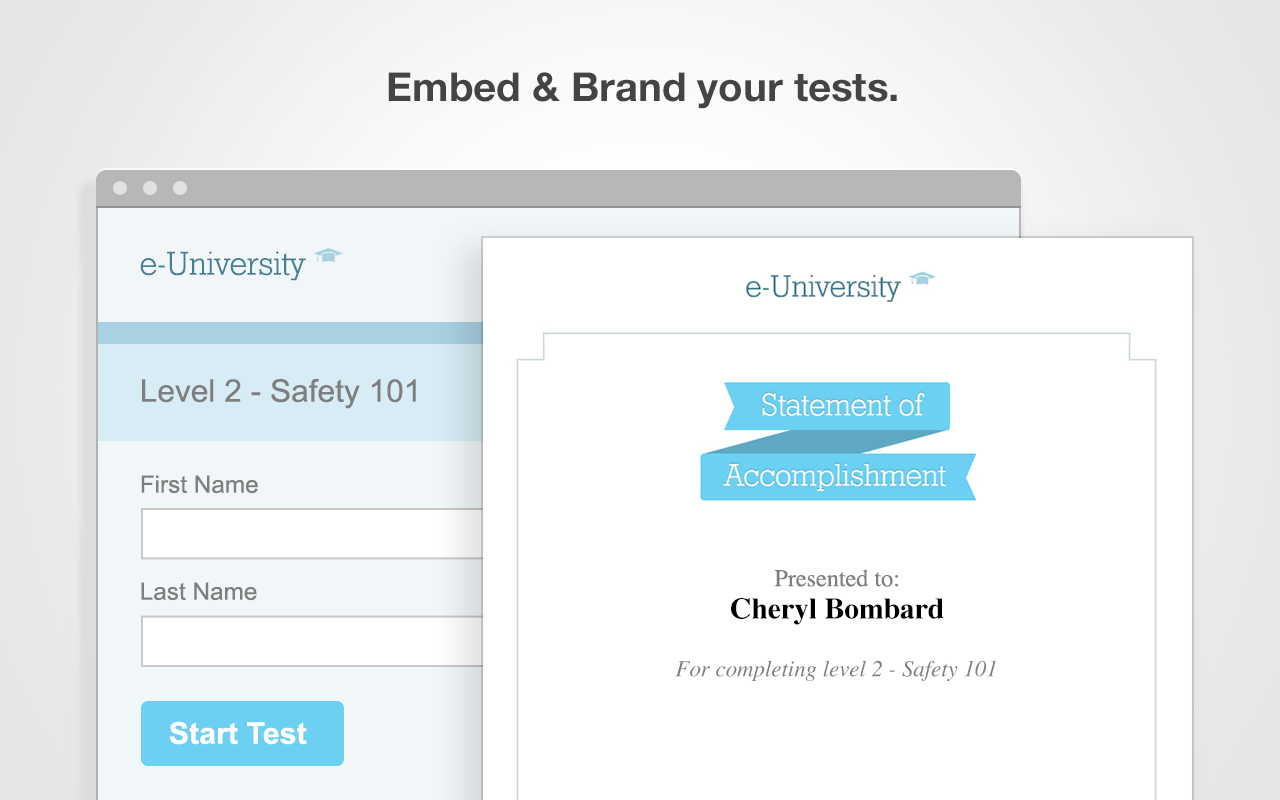 Embed & Brand your tests.
e-University
Level 2 - Safety 101
First Name
Last Name
Start Test
e-University
Statement of
Accomplishment
Presented to:
Cheryl Bombard
For completing level 2 - Safety 101